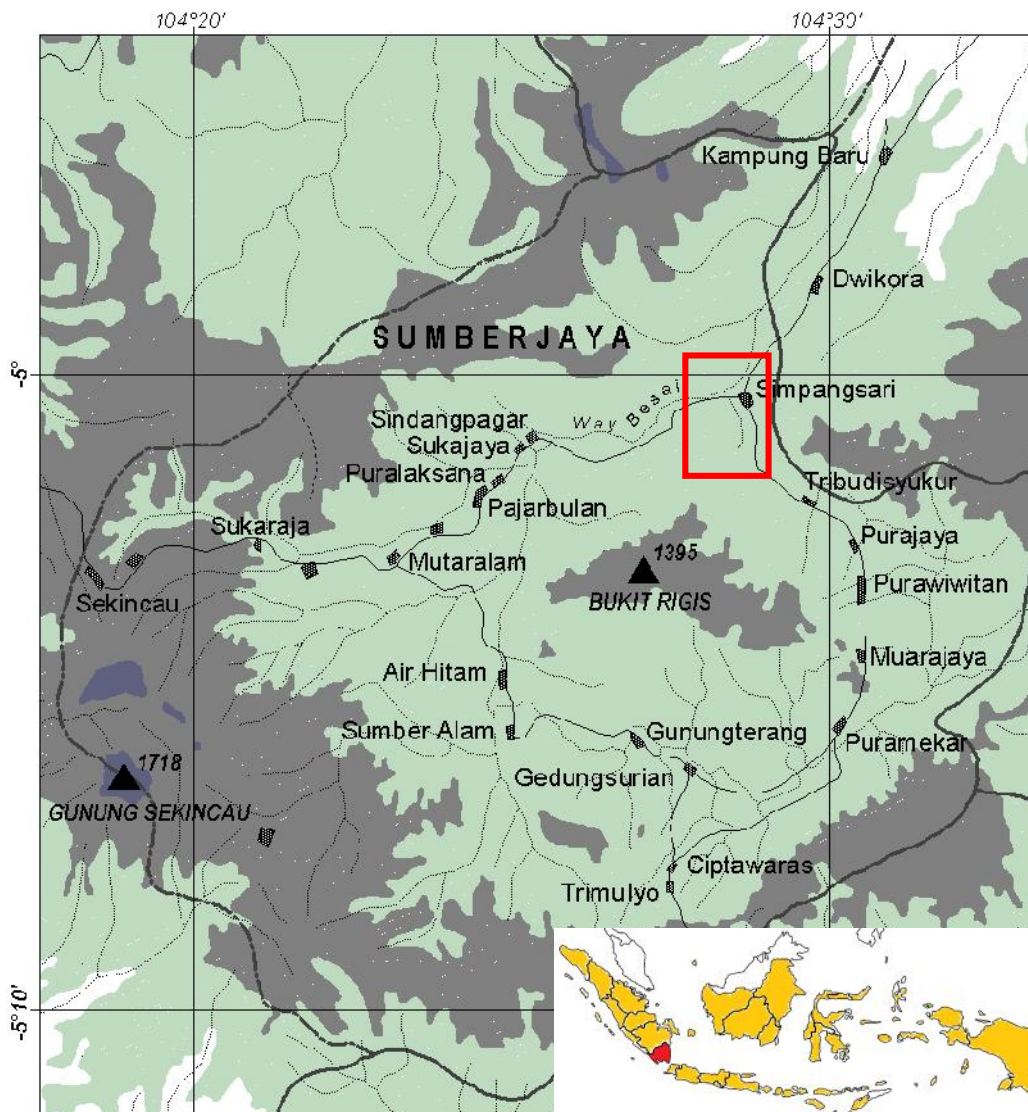 104°20'
104°30'
Kampung Baru
Dwikora
SUMBERJAYA
-5°
Simpangsari
Way Besai
Sindangpagar
Sukajaya
Puralaksana
Tribudisyukur
Pajarbulan
Sukaraja
Purajaya
Mutaralam
1395
Purawiwitan
Sekincau
BUKIT RIGIS
Muarajaya
Air Hitam
Sumber Alam
Gunungterang
Puramekar
1718
Gedungsurian
GUNUNG SEKINCAU
Ciptawaras
Trimulyo
-5°10'